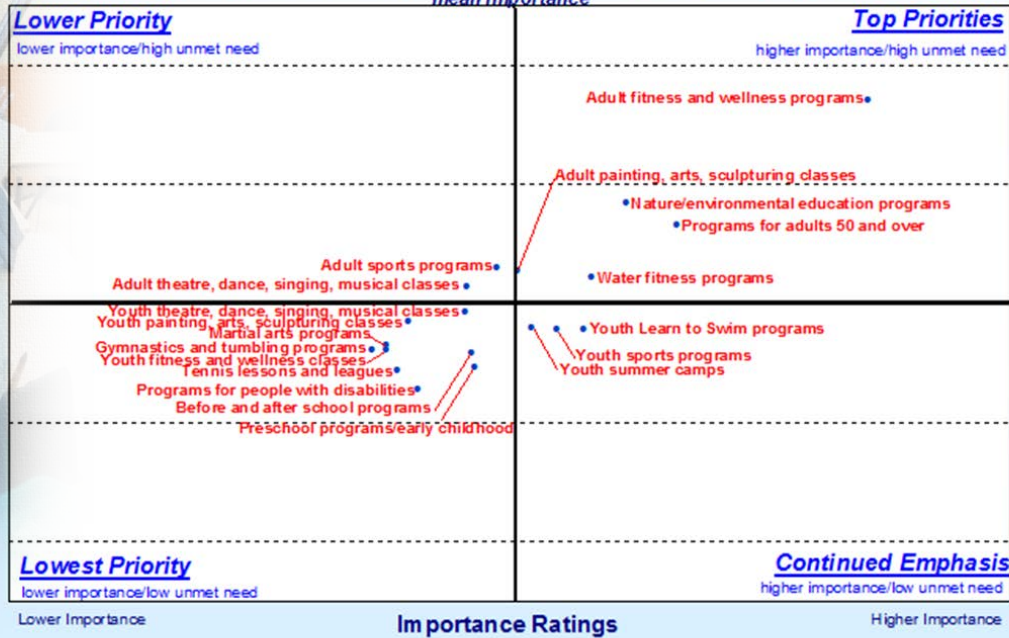 mean importance
Lower Priority
lower importance/high unmet need
Top Priorities
higher importance/high unmet need
Adult fitness and wellness programs
Adult painting, arts, sculpturing classes
Nature/environmental education programs
Programs for adults 50 and over
Adult sports programs
Water fitness programs
Adult theatre, dance, singing, musical classes
Youth theatre, dance, singing, musical classes
Youth painting, arts, sculpturing classes
Martial arts programs
Gymnastics and tumbling programs
Youth fitness and wellness classes
Tennis lessons and leagues
Programs for people with disabilities
Before and after school programs
Preschool programs/early childhood
Youth Learn to Swim programs
Youth sports programs
Youth summer camps
Lowest Priority
lower importance/low unmet need
Continued Emphasis
higher importance/low unmet need
Lower Importance
Importance Ratings
Higher Importance